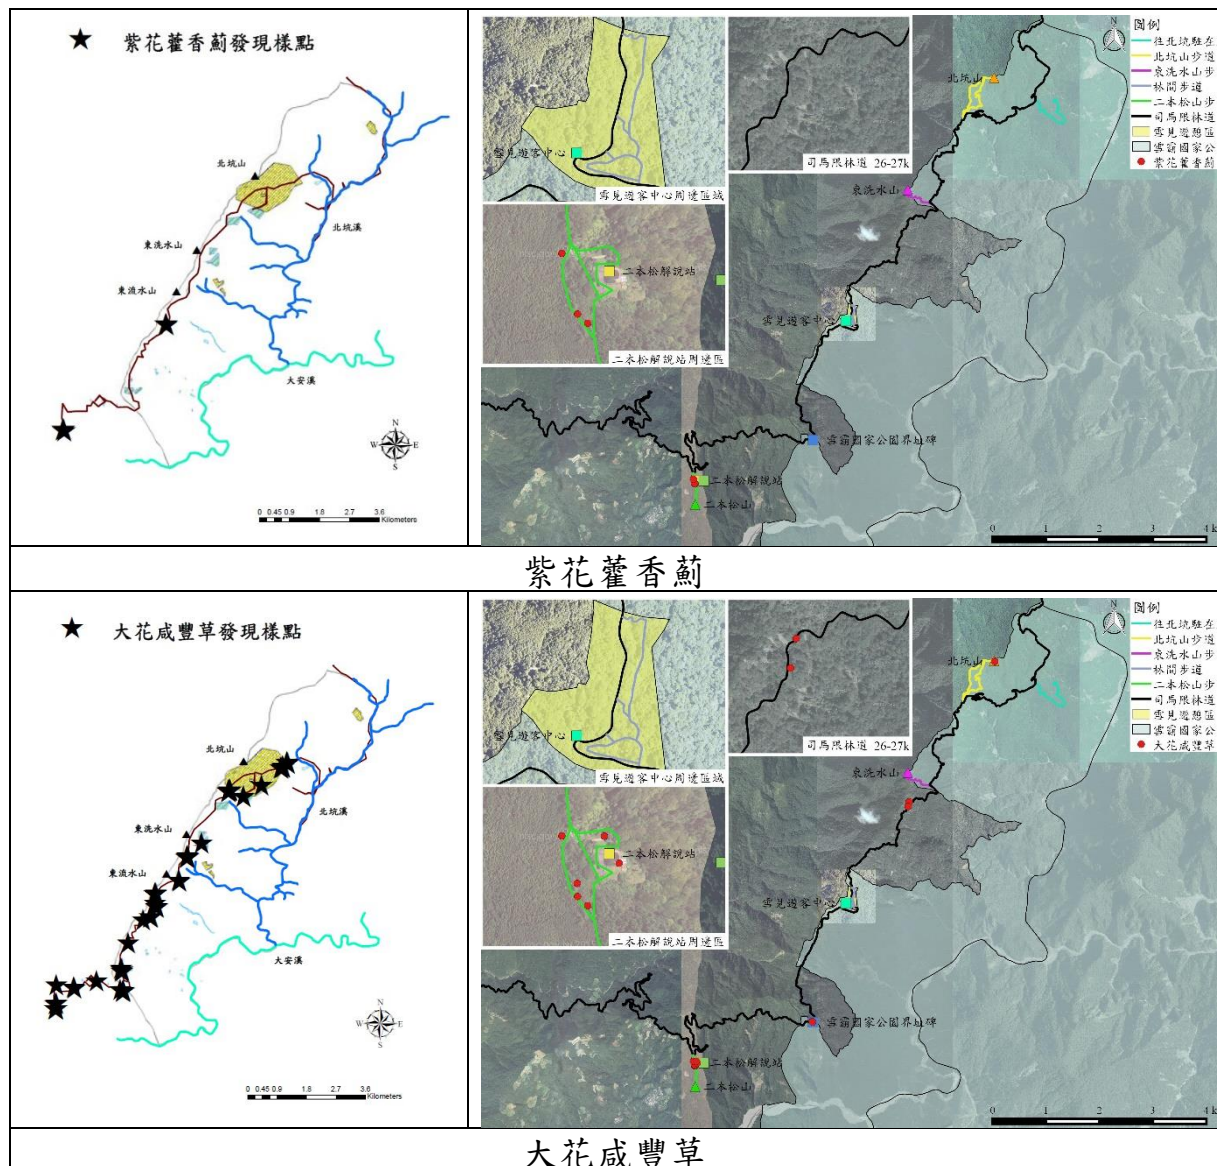 紫花藿香薊發現樣點
北坑山
東洗水山
東流水山
北坑溪
大安溪
N
W E
S
0 0.45 0.9 1.8 2.7 3.6
Kilometers
雪見遊客中心
雪見遊客中心周邊區域
司馬限林道 26-27k
二本松解說站
二本松解說站周邊區
北坑山
東洗水山
雪見遊客中心
雪霸國家公園界址碑
二本松解說站
二本松山
N
圖例
往北坑駐在
北坑山步道
東洗水山步
林間步道
二本松山步
司馬限林道
雪見遊憩區
雪霸國家公
紫花藿香薊
0 1 2 4 k
紫花藿香薊
大花咸豐草發現樣點
北坑山
東洗水山
東流水山
北坑溪
大安溪
N
W E
S
0 0.45 0.9 1.8 2.7 3.6
Kilometers
雪見遊客中心
雪見遊客中心周邊區域
司馬限林道 26-27k
二本松解說站
二本松解說站周邊區
北坑山
東洗水山
雪見遊客中心
雪霸國家公園界址碑
二本松解說站
二本松山
N
圖例
往北坑駐在
北坑山步道
東洗水山步
林間步道
二本松山步
司馬限林道
雪見遊憩區
雪霸國家公
大花咸豐草
0 1 2 4 k
大花咸豐草